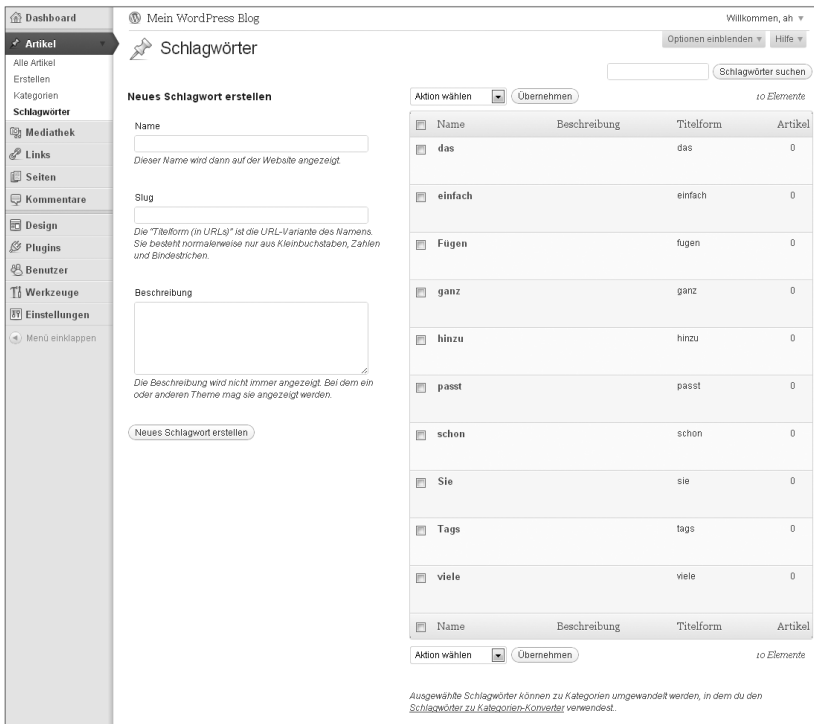 Dashboard
Artikel
Alle Artikel
Erstellen
Kategorien
Schlagwörter
Mediathek
Links
Seiten
Kommentare
Design
Plugins
Benutzer
Werkzeuge
Einstellungen
Menü einklappen
Mein WordPress Blog
Willkommen, ah
Schlagwörter
Optionen einblenden
Hilfe
Schlagwörter suchen
Neues Schlagwort erstellen
Name
Dieser Name wird dann auf der Website angezeigt.
Slug
Die "Titelform (in URLs)" ist die URL-Variante des Namens.
Sie besteht normalerweise nur aus Kleinbuchstaben, Zahlen
und Bindestrichen.
Beschreibung
Die Beschreibung wird nicht immer angezeigt. Bei dem ein
oder anderen Theme mag sie angezeigt werden.
Neues Schlagwort erstellen
Aktion wählen Übernehmen 10 Elemente
Name Beschreibung Titelform Artikel
das das 0
einfach einfach 0
Fügen fugen 0
ganz ganz 0
hinzu hinzu 0
passt passt 0
schon schon 0
Sie sie 0
Tags tags 0
viele viele 0
Name Beschreibung Titelform Artikel
Aktion wählen Übernehmen 10 Elemente
Ausgewählte Schlagwörter können zu Kategorien umgewandelt werden, in dem du den
Schlagwörter zu Kategorien-Konverter verwendest..